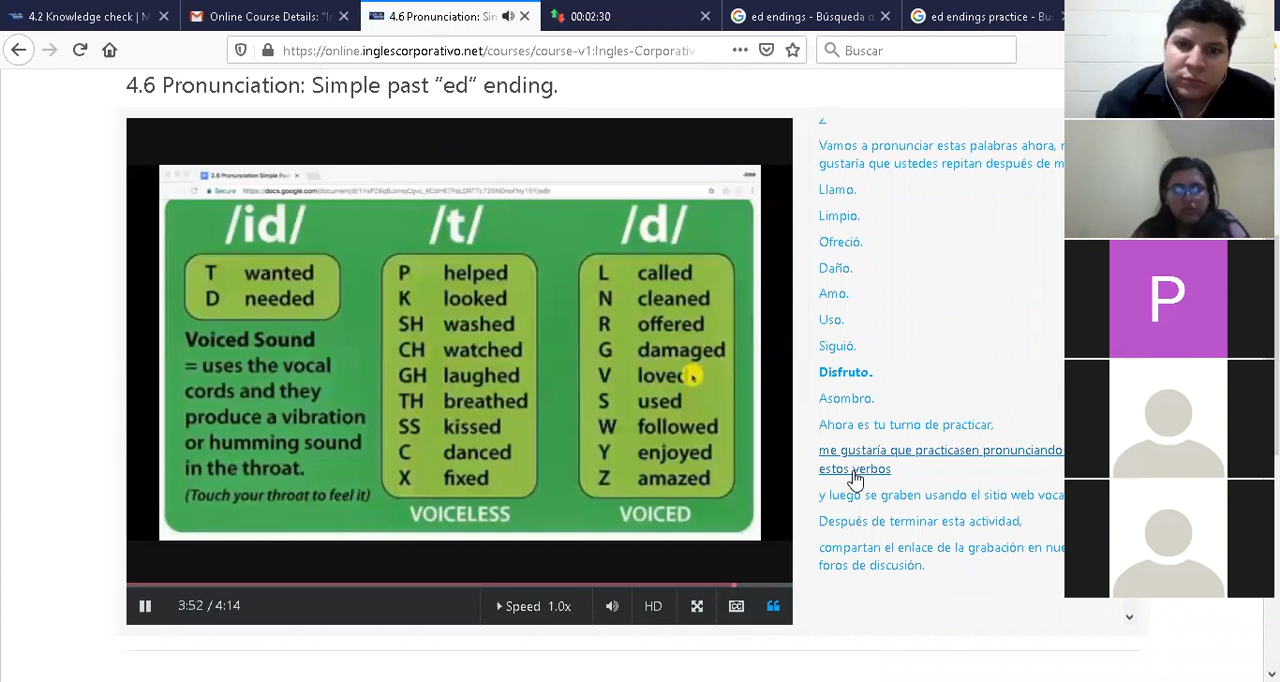 4.2 Knowledge check | M
Online Course Details: "I
4.6 Pronunciation: Sim
00:02:30
ed endings - Búsqueda
ed endings practice - Bu
https://online.inglescorporativo.net/courses/course-v1:Ingles-Corporativ
Buscar
4.6 Pronunciation: Simple past “ed” ending.
/id/
T wanted
D needed
Voiced Sound
= uses the vocal
cords and they
produce a vibration
or humming sound
in the throat.
(Touch your throat to feel it)
/t/
P helped
K looked
SH washed
CH watched
GH laughed
TH breathed
SS kissed
C danced
X fixed
VOICELESS
/d/
L called
N cleaned
R offered
G damaged
V loved
S used
W followed
Y enjoyed
Z amazed
VOICED
3:52 / 4:14
Speed 1.0x
HD
Z
Vamos a pronunciar estas palabras ahora,
gustaría que ustedes repitan después de m
Llamo.
Limpio.
Ofreció.
Daño.
Amo.
Uso.
Siguió.
Disfruto.
Asombro.
Ahora es tu turno de practicar,
me gustaría que practicasen pronunciando
estos verbos
y luego se graben usando el sitio web voca
Después de terminar esta actividad,
compartan el enlace de la grabación en nue
foros de discusión.
P